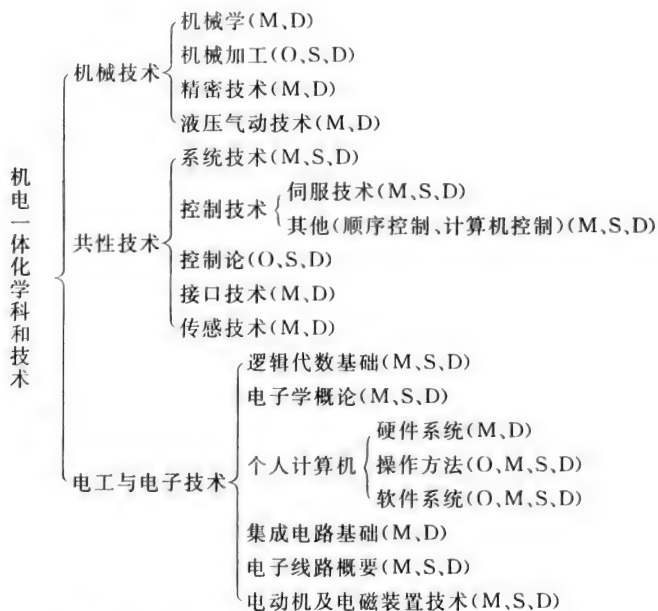 机电一体化学科和技术
机械技术
机械学(M、D)
机械加工(O、S、D)
精密技术(M、D)
液压气动技术(M、D)
共性技术
系统技术(M、S、D)
控制技术
伺服技术(M、S、D)
其他(顺序控制、计算机控制)(M、S、D)
控制论(O、S、D)
接口技术(M、D)
传感技术(M、D)
电工与电子技术
逻辑代数基础(M、S、D)
电子学概论(M、S、D)
个人计算机
硬件系统(M、D)
操作方法(O、M、S、D)
软件系统(O、M、S、D)
集成电路基础(M、D)
电子线路概要(M、S、D)
电动机及电磁装置技术(M、S、D)